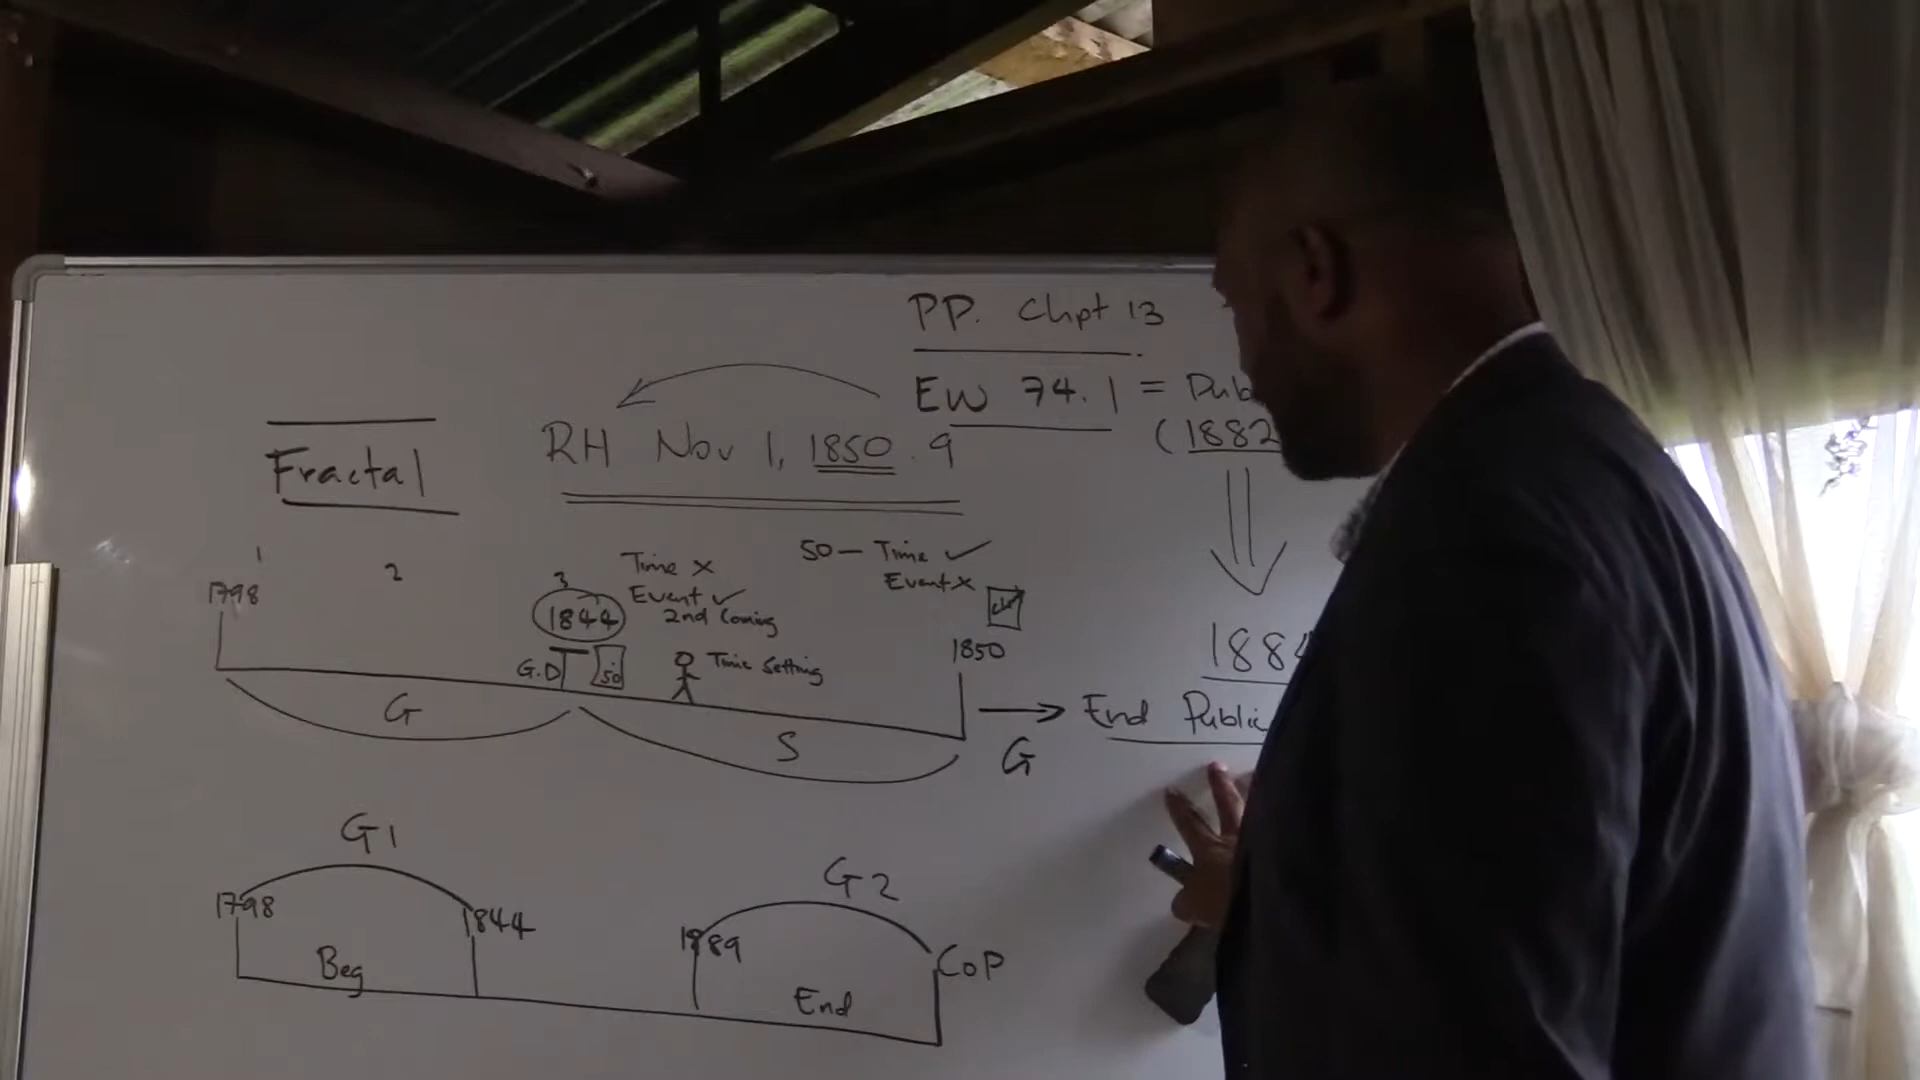 PP. Chpt 13
EW 74.1 = Pub
(1882
Fractal
RH Nov 1, 1850 . 9
1
2
3
1798
1844
Time x
Event ✓
2nd Coming
50 — Time ✓
Event x
1850
G.D
50
Time Setting
G
S
G
188
End Public
G1
1798
1844
Beg
G2
1989
CoP
End